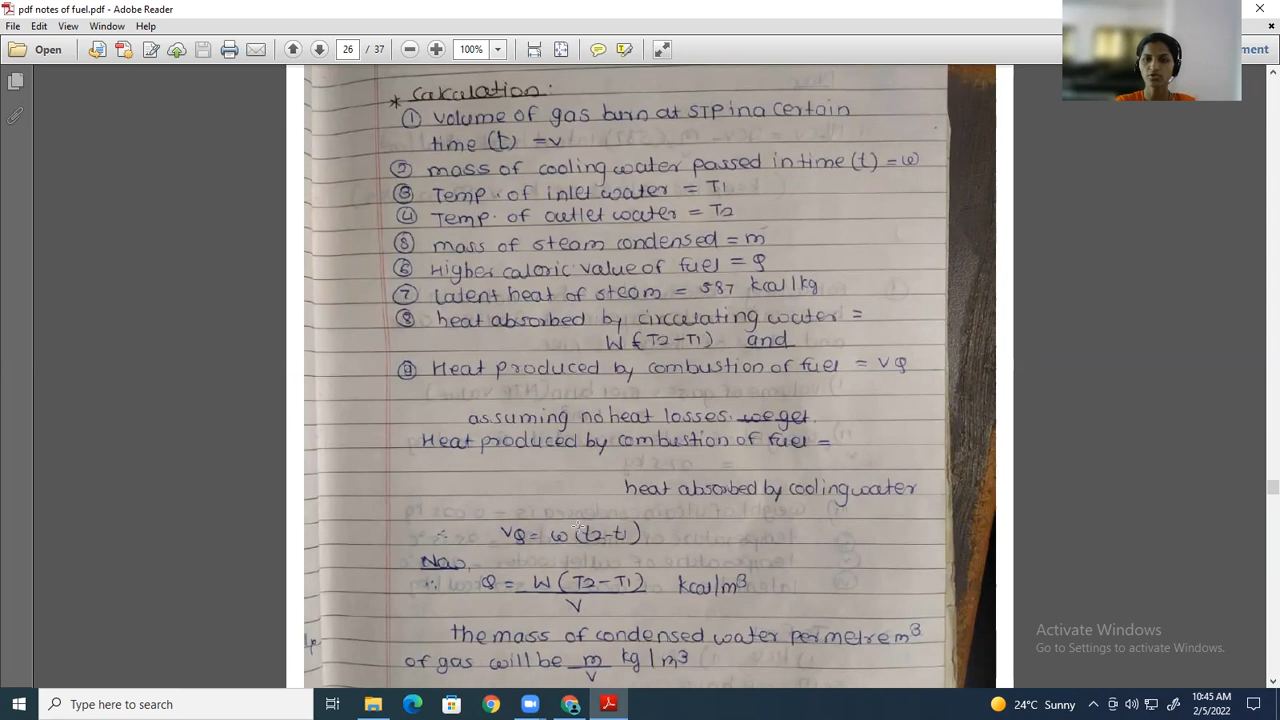 pdf notes of fuel.pdf - Adobe Reader
File Edit View Window Help
Open 26 / 37 100% ment
* Calculation:
① volume of gas burn at STP in a certain
time (t) = v
② mass of cooling water passed in time (t) = w
③ Temp. of inlet water = T1
④ Temp. of outlet water = T2
⑤ mass of steam condensed = m
⑥ Higher caloric value of fuel = Q
⑦ latent heat of steam = 587 kcal/kg
⑧ heat absorbed by circulating water =
W (T2-T1) and
⑨ Heat produced by combustion of fuel = VQ
assuming no heat losses. we get.
Heat produced by combustion of fuel =
heat absorbed by cooling water
∴ VQ = w (t2-t1)
Now,
∴ Q = W (T2-T1) kcal/m³
V
the mass of condensed water per metre m³
of gas will be m kg/m³
v
Activate Windows
Go to Settings to activate Windows.
Type here to search
24°C Sunny
10:45 AM
2/5/2022